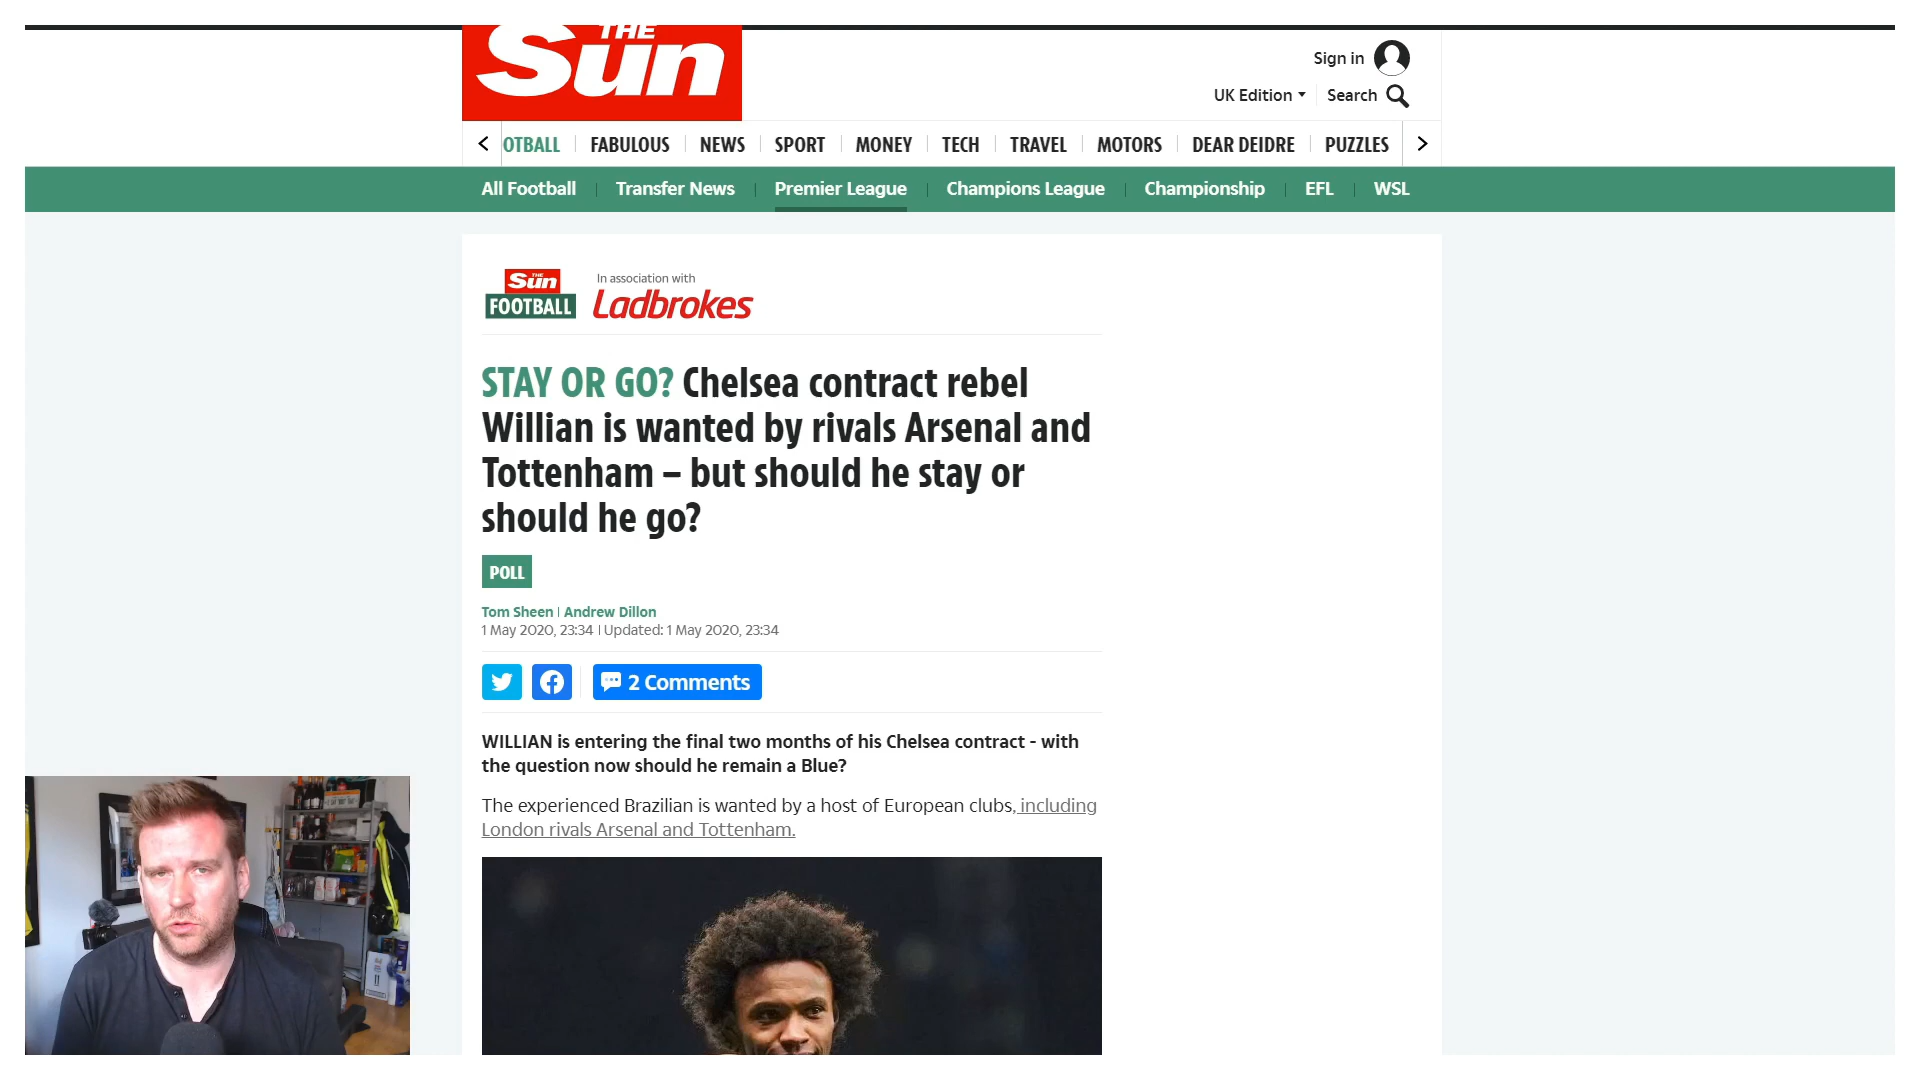 THE
Sun
Sign in
UK Edition
Search
OTBALL
FABULOUS
NEWS
SPORT
MONEY
TECH
TRAVEL
MOTORS
DEAR DEIDRE
PUZZLES
All Football
Transfer News
Premier League
Champions League
Championship
EFL
WSL
THE
Sun
FOOTBALL
In association with
Ladbrokes
STAY OR GO? Chelsea contract rebel
Willian is wanted by rivals Arsenal and
Tottenham – but should he stay or
should he go?
POLL
Tom Sheen | Andrew Dillon
1 May 2020, 23:34 | Updated: 1 May 2020, 23:34
2 Comments
WILLIAN is entering the final two months of his Chelsea contract - with
the question now should he remain a Blue?
The experienced Brazilian is wanted by a host of European clubs, including
London rivals Arsenal and Tottenham.